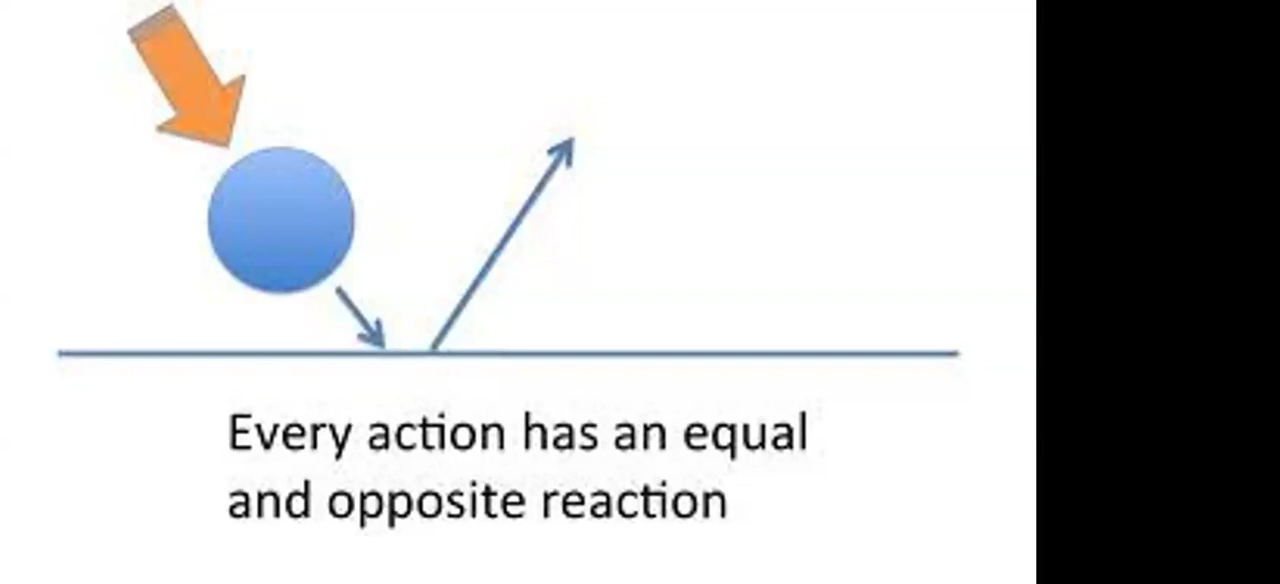 Every action has an equal
and opposite reaction